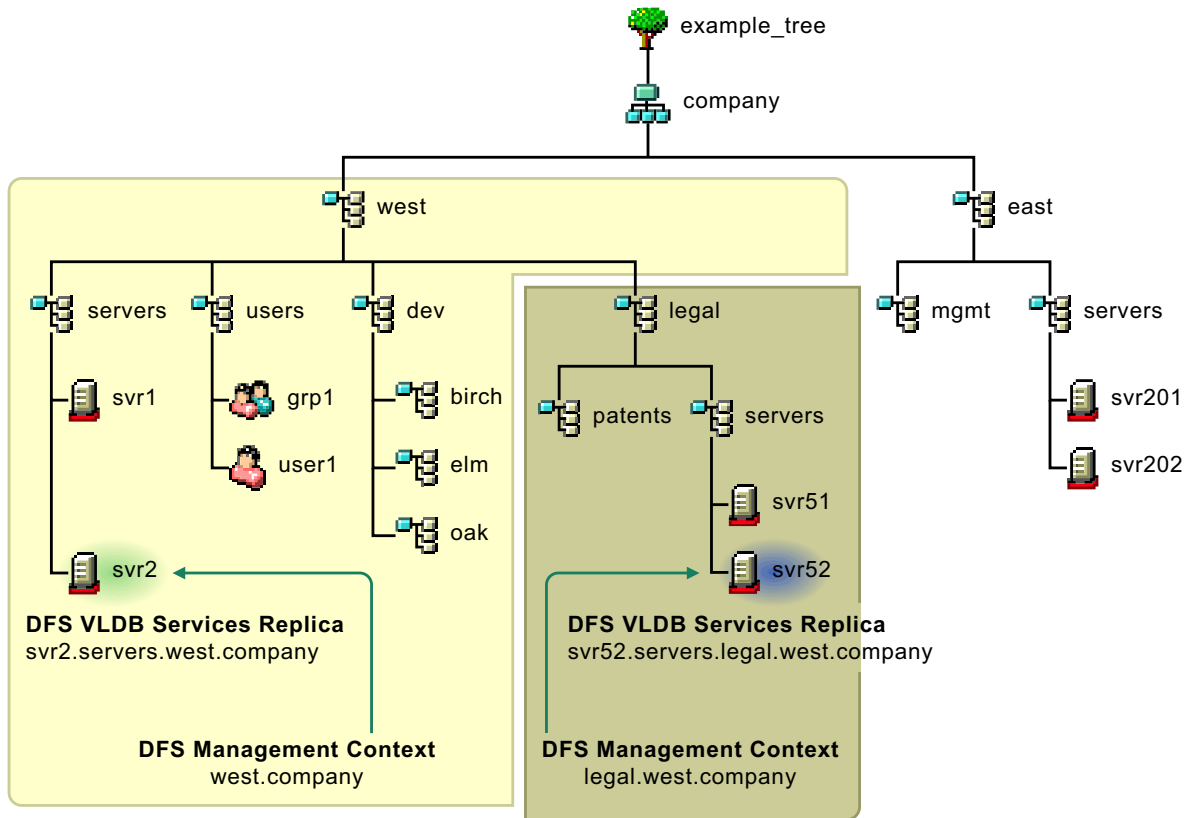 example_tree
company
west
east
servers
users
dev
legal
mgmt
servers
svr1
grp1
birch
patents
servers
svr201
user1
elm
svr202
svr51
oak
svr2
svr52
DFS VLDB Services Replica
svr2.servers.west.company
DFS VLDB Services Replica
svr52.servers.legal.west.company
DFS Management Context
west.company
DFS Management Context
legal.west.company